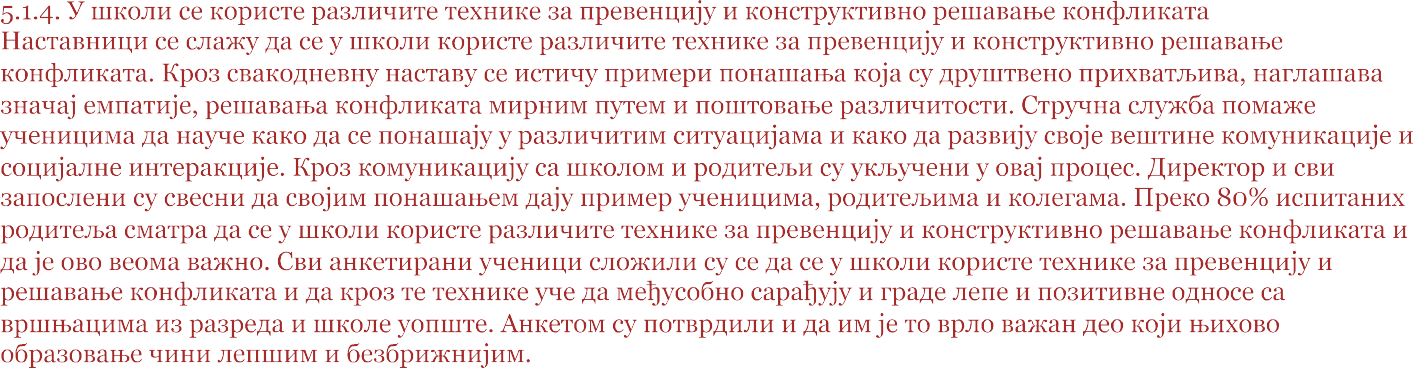 5.1.4. У школи се користе различите технике за превенцију и конструктивно решавање конфликата
Наставници се слажу да се у школи користе различите технике за превенцију и конструктивно решавање
конфликата. Кроз свакодневну наставу се истичу примери понашања која су друштвено прихватљива, наглашава
значај емпатије, решавања конфликата мирним путем и поштовање различитости. Стручна служба помаже
ученицима да науче како да се понашају у различитим ситуацијама и како да развију своје вештине комуникације и
социјалне интеракције. Кроз комуникацију са школом и родитељи су укључени у овај процес. Директор и сви
запослени су свесни да својим понашањем дају пример ученицима, родитељима и колегама. Преко 80% испитаних
родитеља сматра да се у школи користе различите технике за превенцију и конструктивно решавање конфликата и
да је ово веома важно. Сви анкетирани ученици сложили су се да се у школи користе технике за превенцију и
решавање конфликата и да кроз те технике уче да међусобно сарађују и граде лепе и позитивне односе са
вршњацима из разреда и школе уопште. Анкетом су потврдили и да им је то врло важан део који њихово
образовање чини лепшим и безбрижнијим.